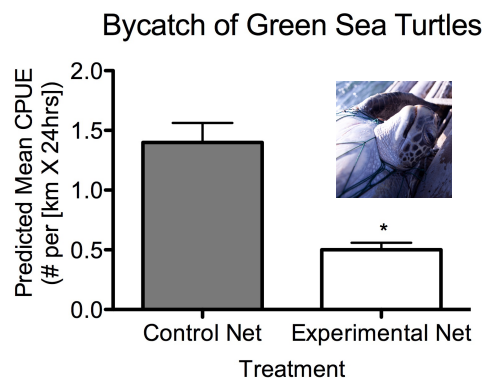 Bycatch of Green Sea Turtles
Predicted Mean CPUE
(# per [km X 24hrs])
2.0
1.5
1.0
0.5
0.0
*
Control Net
Experimental Net
Treatment